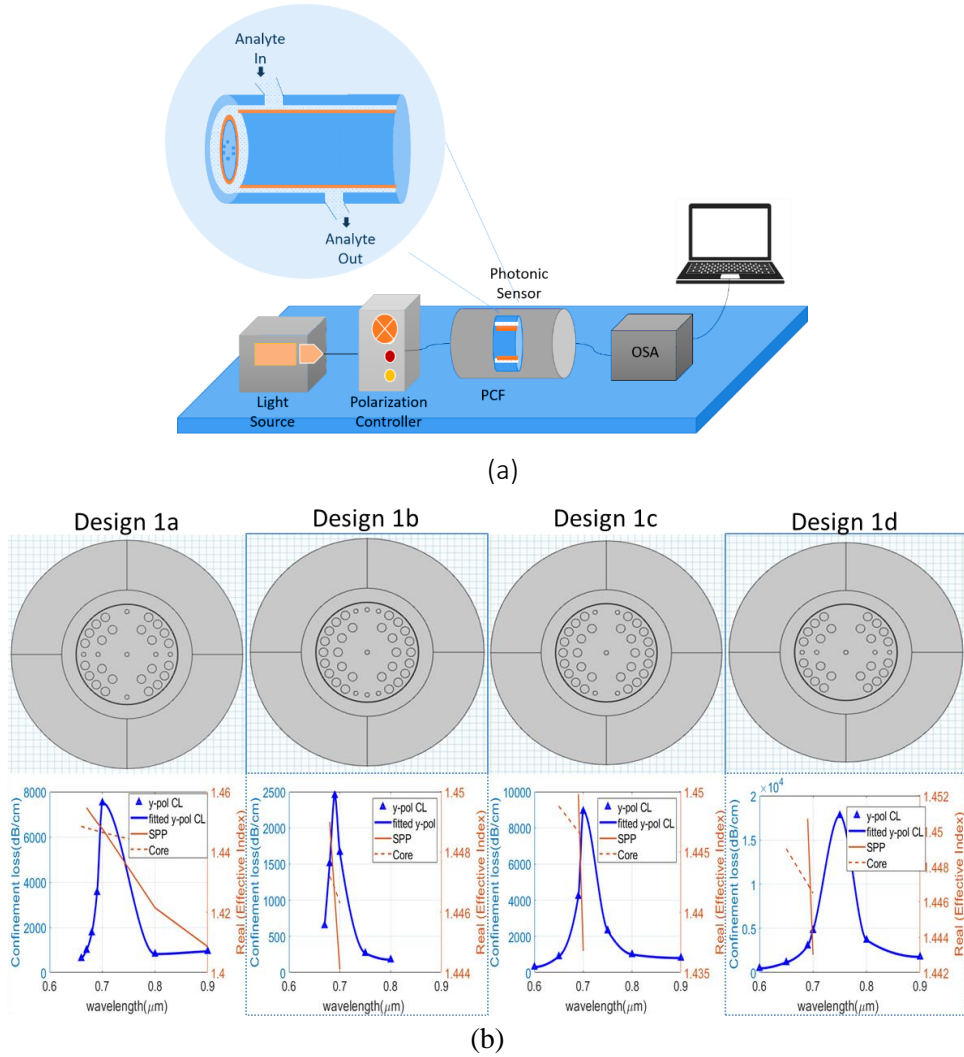 Analyte
In
Analyte
Out
Photonic
Sensor
OSA
PCF
Light
Source
Polarization
Controller
(a)
Design 1a
Design 1b
Design 1c
Design 1d
8000
6000
4000
2000
0
Confinement loss(dB/cm)
y-pol CL
fitted y-pol CL
SPP
Core
1.46
1.44
1.42
1.4
Real (Effective Index)
0.6 0.7 0.8 0.9
wavelength(μm)
2500
2000
1500
1000
500
0
Confinement loss(dB/cm)
y-pol CL
fitted y-pol
SPP
Core
1.45
1.448
1.446
1.444
Real (Effective Index)
0.6 0.7 0.8 0.9
wavelength(μm)
10000
8000
6000
4000
2000
0
Confinement loss(dB/cm)
y-pol CL
fitted y-pol CL
SPP
Core
1.45
1.445
1.44
1.435
Real (Effective Index)
0.6 0.7 0.8 0.9
wavelength(μm)
×10⁴
2
1.5
1
0.5
0
Confinement loss(dB/cm)
y-pol CL
fitted y-pol CL
SPP
Core
1.452
1.45
1.448
1.446
1.444
1.442
Real (Effective Index)
0.6 0.7 0.8 0.9
wavelength(μm)
(b)